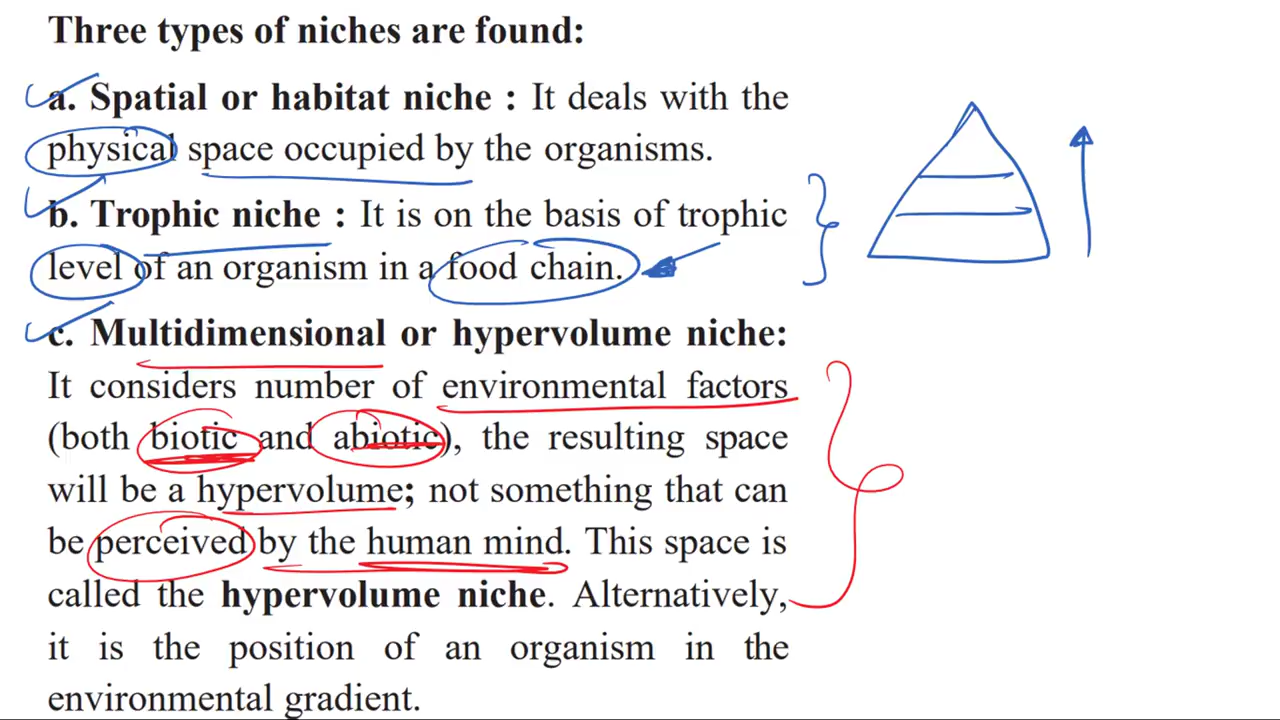 Three types of niches are found:
a. Spatial or habitat niche : It deals with the
physical space occupied by the organisms.
b. Trophic niche : It is on the basis of trophic
level of an organism in a food chain.
c. Multidimensional or hypervolume niche:
It considers number of environmental factors
(both biotic and abiotic), the resulting space
will be a hypervolume; not something that can
be perceived by the human mind. This space is
called the hypervolume niche. Alternatively,
it is the position of an organism in the
environmental gradient.